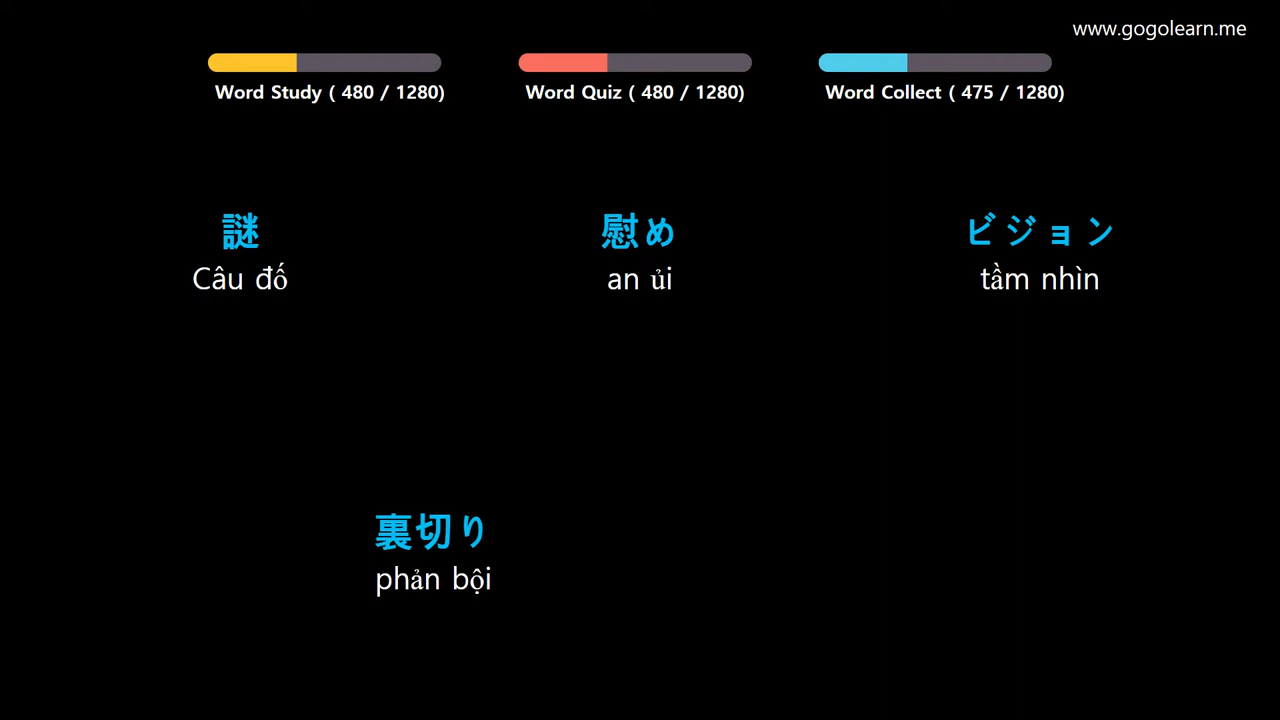 www.gogolearn.me
Word Study ( 480 / 1280)
Word Quiz ( 480 / 1280)
Word Collect ( 475 / 1280)
謎
Câu đố
慰め
an ủi
ビジョン
tầm nhìn
裏切り
phản bội